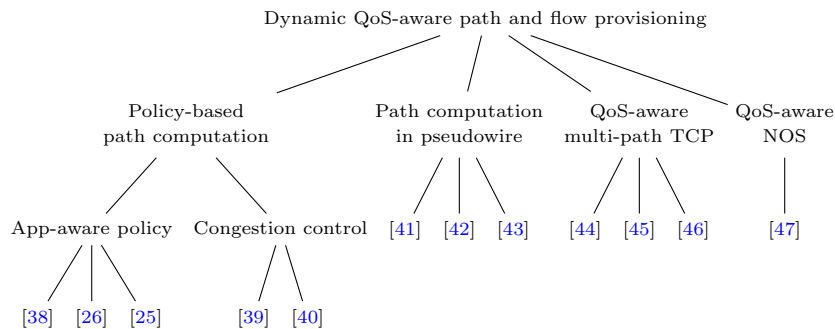 Dynamic QoS-aware path and flow provisioning
Policy-based
path computation
Path computation
in pseudowire
QoS-aware
multi-path TCP
QoS-aware
NOS
App-aware policy
Congestion control
[41]
[42]
[43]
[44]
[45]
[46]
[47]
[38]
[26]
[25]
[39]
[40]